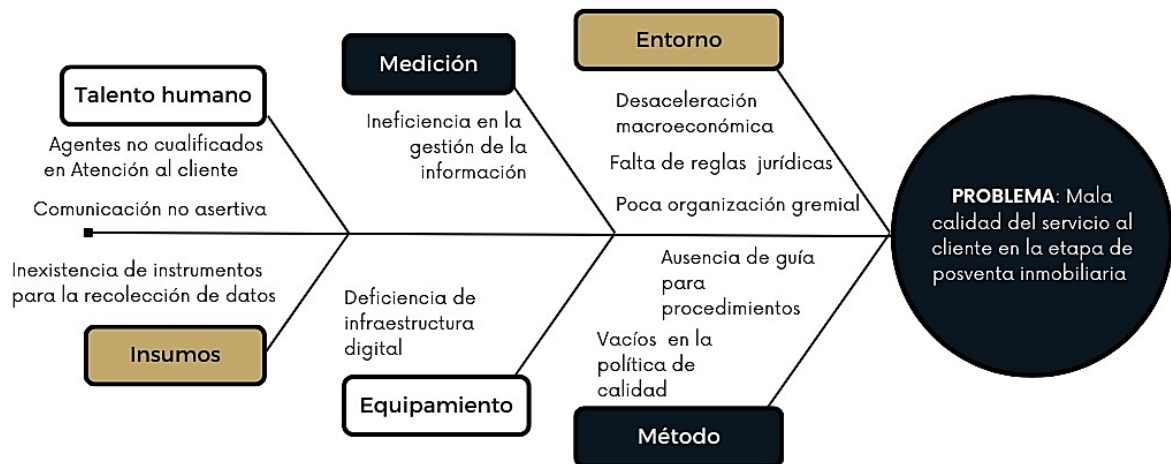 Talento humano
Agentes no cualificados
en Atención al cliente
Comunicación no asertiva
Medición
Ineficiencia en la
gestión de la
información
Entorno
Desaceleración
macroeconómica
Falta de reglas jurídicas
Poca organización gremial
Inexistencia de instrumentos
para la recolección de datos
Insumos
Deficiencia de
infraestructura
digital
Equipamiento
Ausencia de guía
para
procedimientos
Vacíos en la
política de
calidad
Método
PROBLEMA: Mala
calidad del servicio al
cliente en la etapa de
posventa inmobiliaria